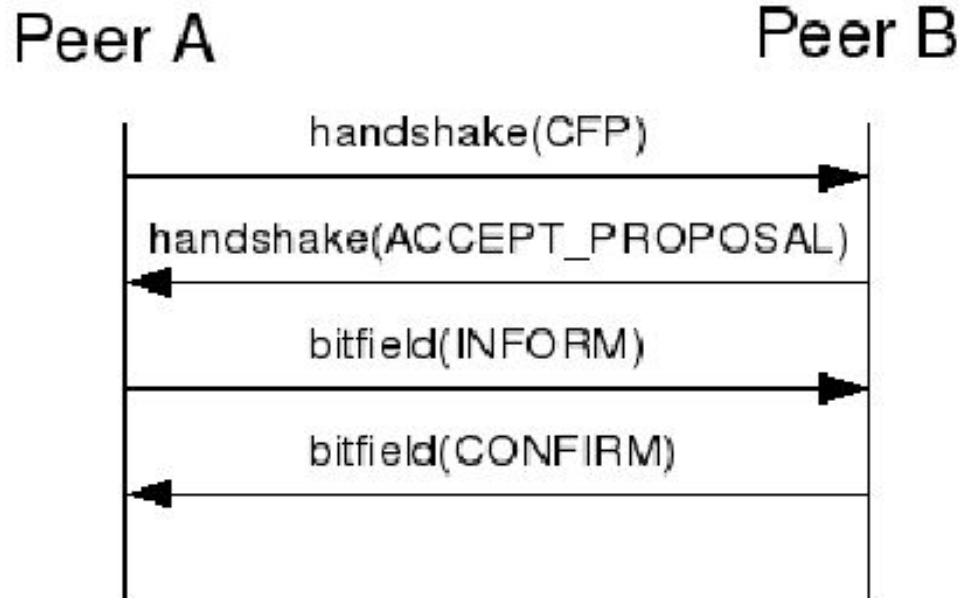 Peer A
Peer B
handshake(CFP)
handshake(ACCEPT_PROPOSAL)
bitfield(INFORM)
bitfield(CONFIRM)